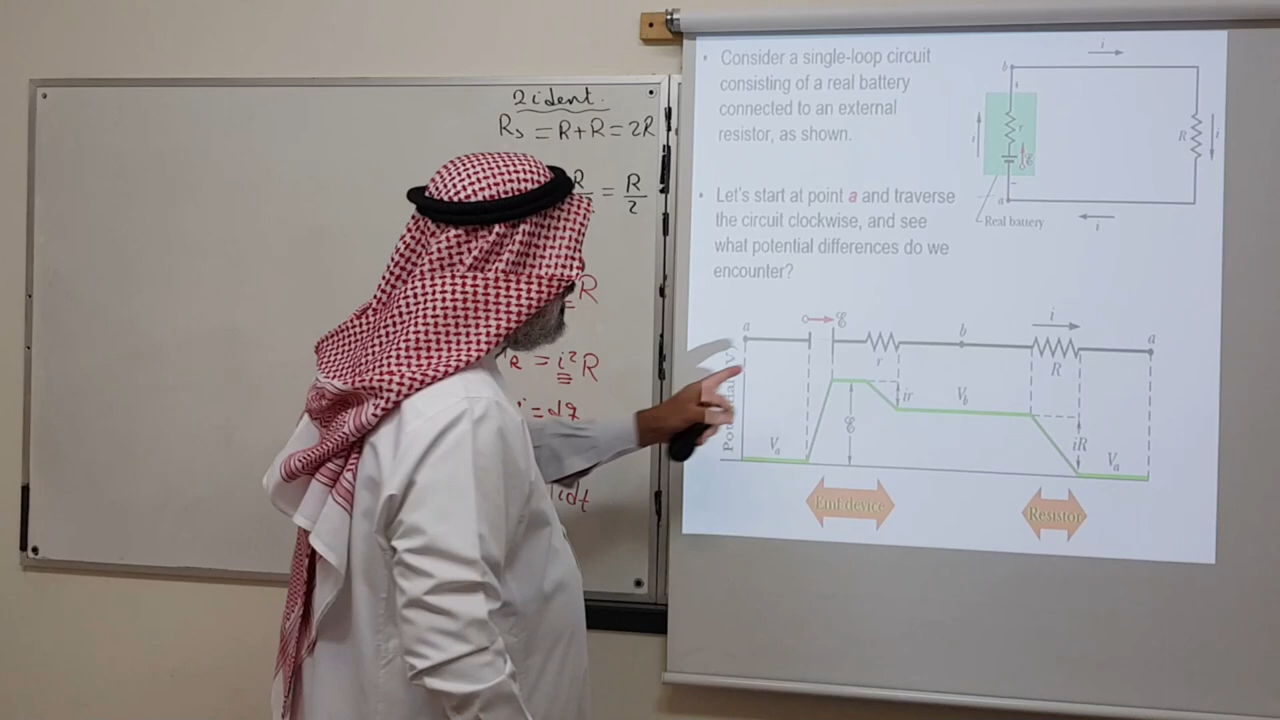 2 ident.
Rs = R+R = 2R
R = R/2
R
R = i²R
i = dq
idt
• Consider a single-loop circuit
consisting of a real battery
connected to an external
resistor, as shown.
• Let's start at point a and traverse
the circuit clockwise, and see
what potential differences do we
encounter?
i
b
i
r
ℰ
R
i
a
Real battery
i
a
ℰ
r
b
i
R
a
V
ir
Vb
ℰ
iR
Va
Va
Emf device
Resistor